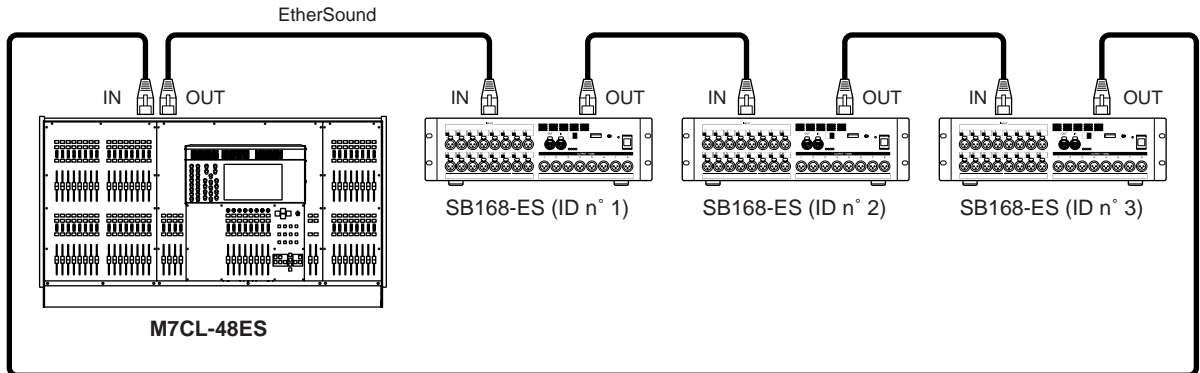 EtherSound
IN OUT IN OUT IN OUT IN OUT
SB168-ES (ID n˚ 1) SB168-ES (ID n˚ 2) SB168-ES (ID n˚ 3)
M7CL-48ES